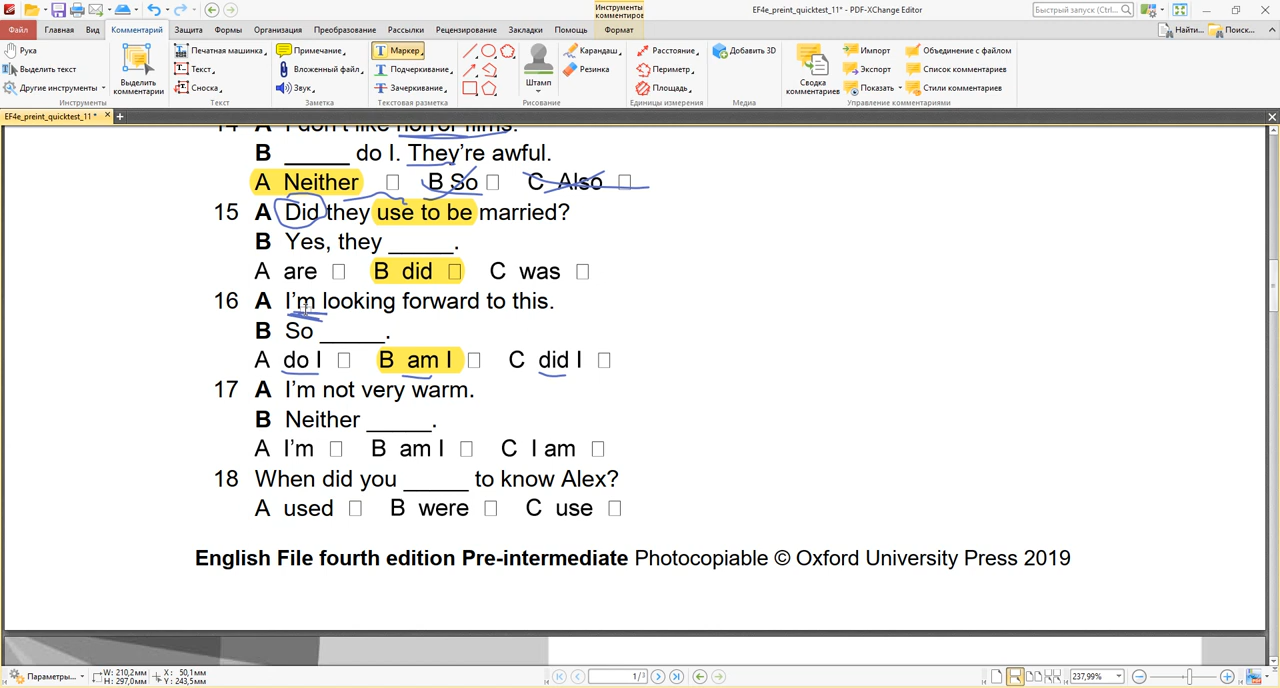 Инструменты
комментиров
EF4e_preint_quicktest_11* - PDF-XChange Editor
Быстрый запуск (Ctrl...
Файл Главная Вид Комментарий Защита Формы Организация Преобразование Рассылки Рецензирование Закладки Помощь Формат Найти... Поиск...
Рука
Выделить текст
Другие инструменты
Инструменты
Выделить
комментарии
Печатная машинка
Текст
Сноска
Текст
Примечание
Вложенный файл
Звук
Заметка
Маркер
Подчеркивание
Зачеркивание
Текстовая разметка
Штамп
Карандаш
Резинка
Рисование
Расстояние
Периметр
Площадь
Единицы измерения
Добавить 3D
Медиа
Сводка
комментариев
Импорт
Экспорт
Показать
Объединение с файлом
Список комментариев
Стили комментариев
Управление комментариями
EF4e_preint_quicktest_11 *
14 A I don't like horror films.
B ______ do I. They're awful.
A Neither B So C Also
15 A Did they use to be married?
B Yes, they ______.
A are B did C was
16 A I'm looking forward to this.
B So ______.
A do I B am I C did I
17 A I'm not very warm.
B Neither ______.
A I'm B am I C I am
18 When did you ______ to know Alex?
A used B were C use
English File fourth edition Pre-intermediate Photocopiable © Oxford University Press 2019
Параметры...
W: 210,2мм
H: 297,0мм
X: 50,1мм
Y: 243,5мм
237,99%